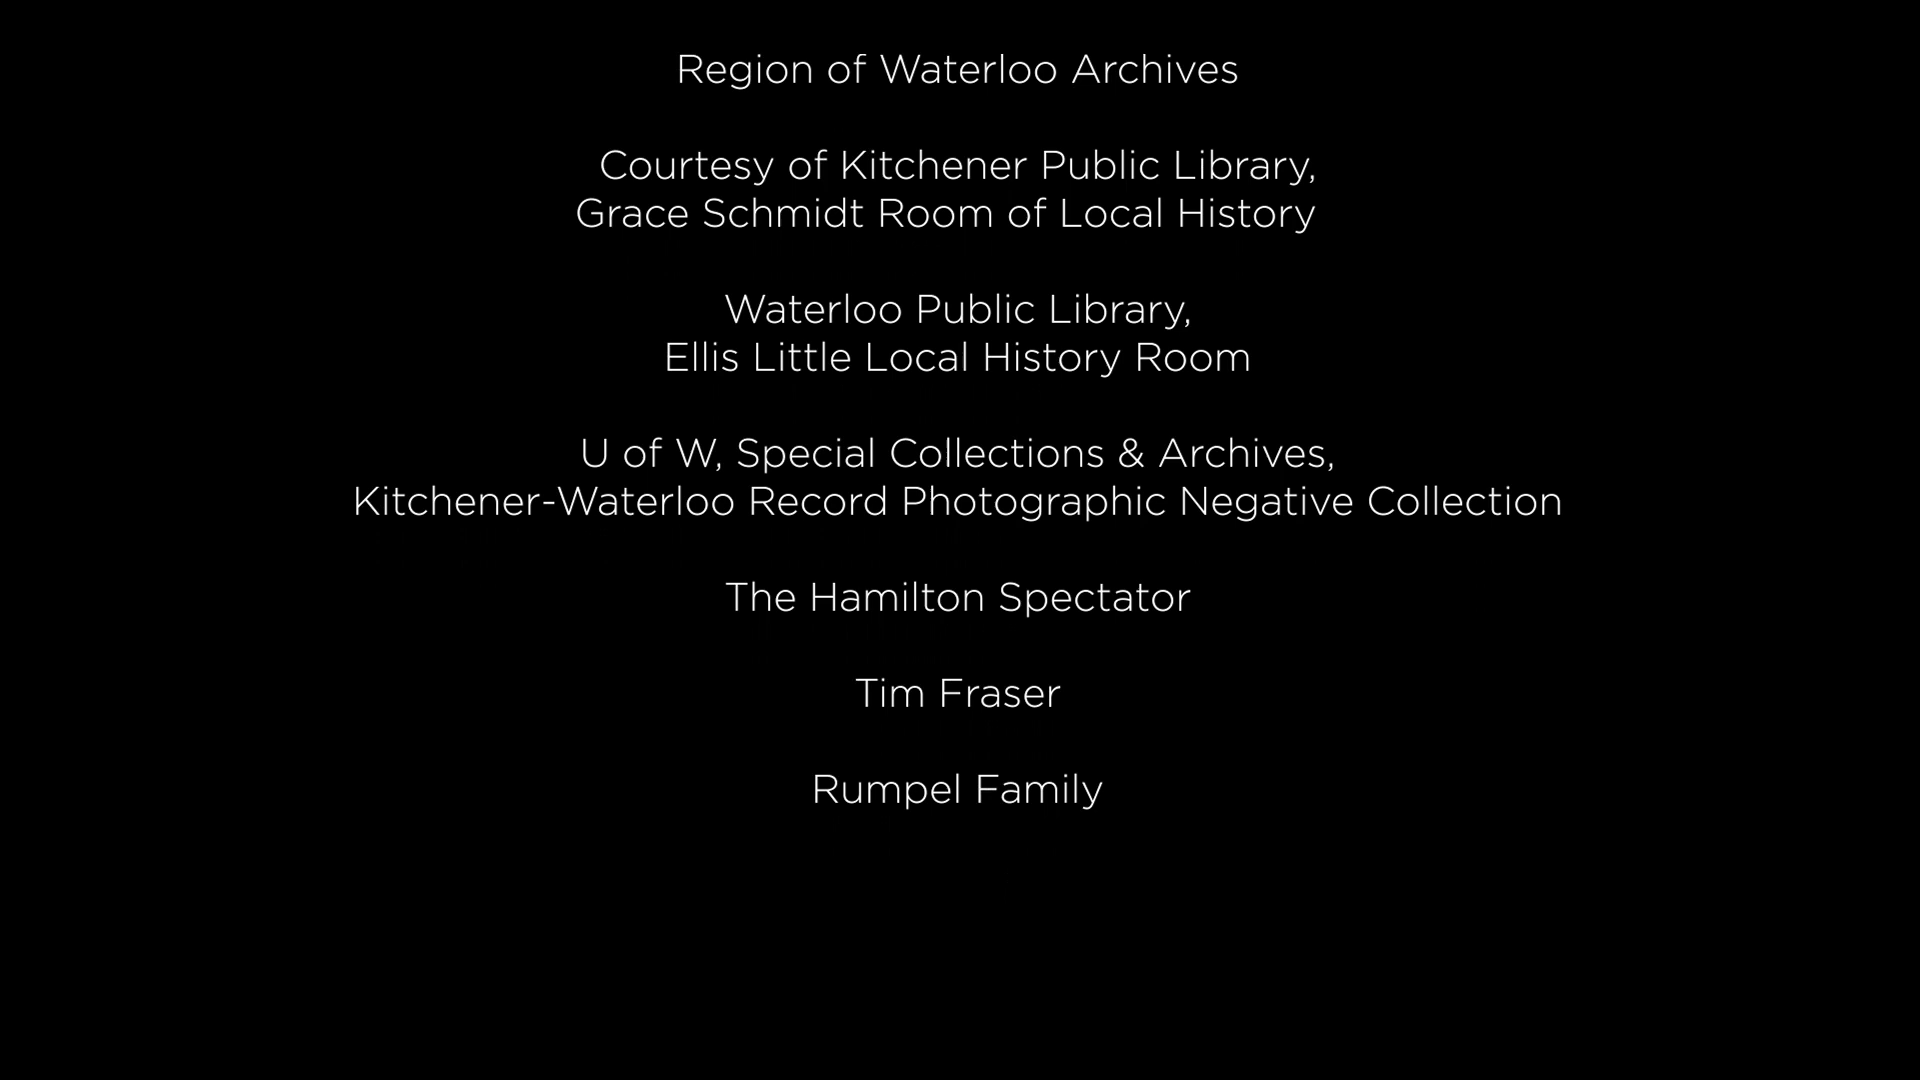 Region of Waterloo Archives
Courtesy of Kitchener Public Library,
Grace Schmidt Room of Local History
Waterloo Public Library,
Ellis Little Local History Room
U of W, Special Collections & Archives,
Kitchener-Waterloo Record Photographic Negative Collection
The Hamilton Spectator
Tim Fraser
Rumpel Family